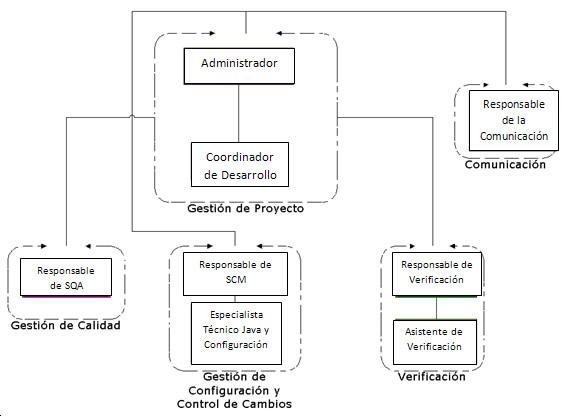 Administrador
Coordinador
de Desarrollo
Gestión de Proyecto
Responsable
de la
Comunicación
Comunicación
Responsable
de SQA
Gestión de Calidad
Responsable de
SCM
Especialista
Técnico Java y
Configuración
Gestión de
Configuración y
Control de Cambios
Responsable de
Verificación
Asistente de
Verificación
Verificación